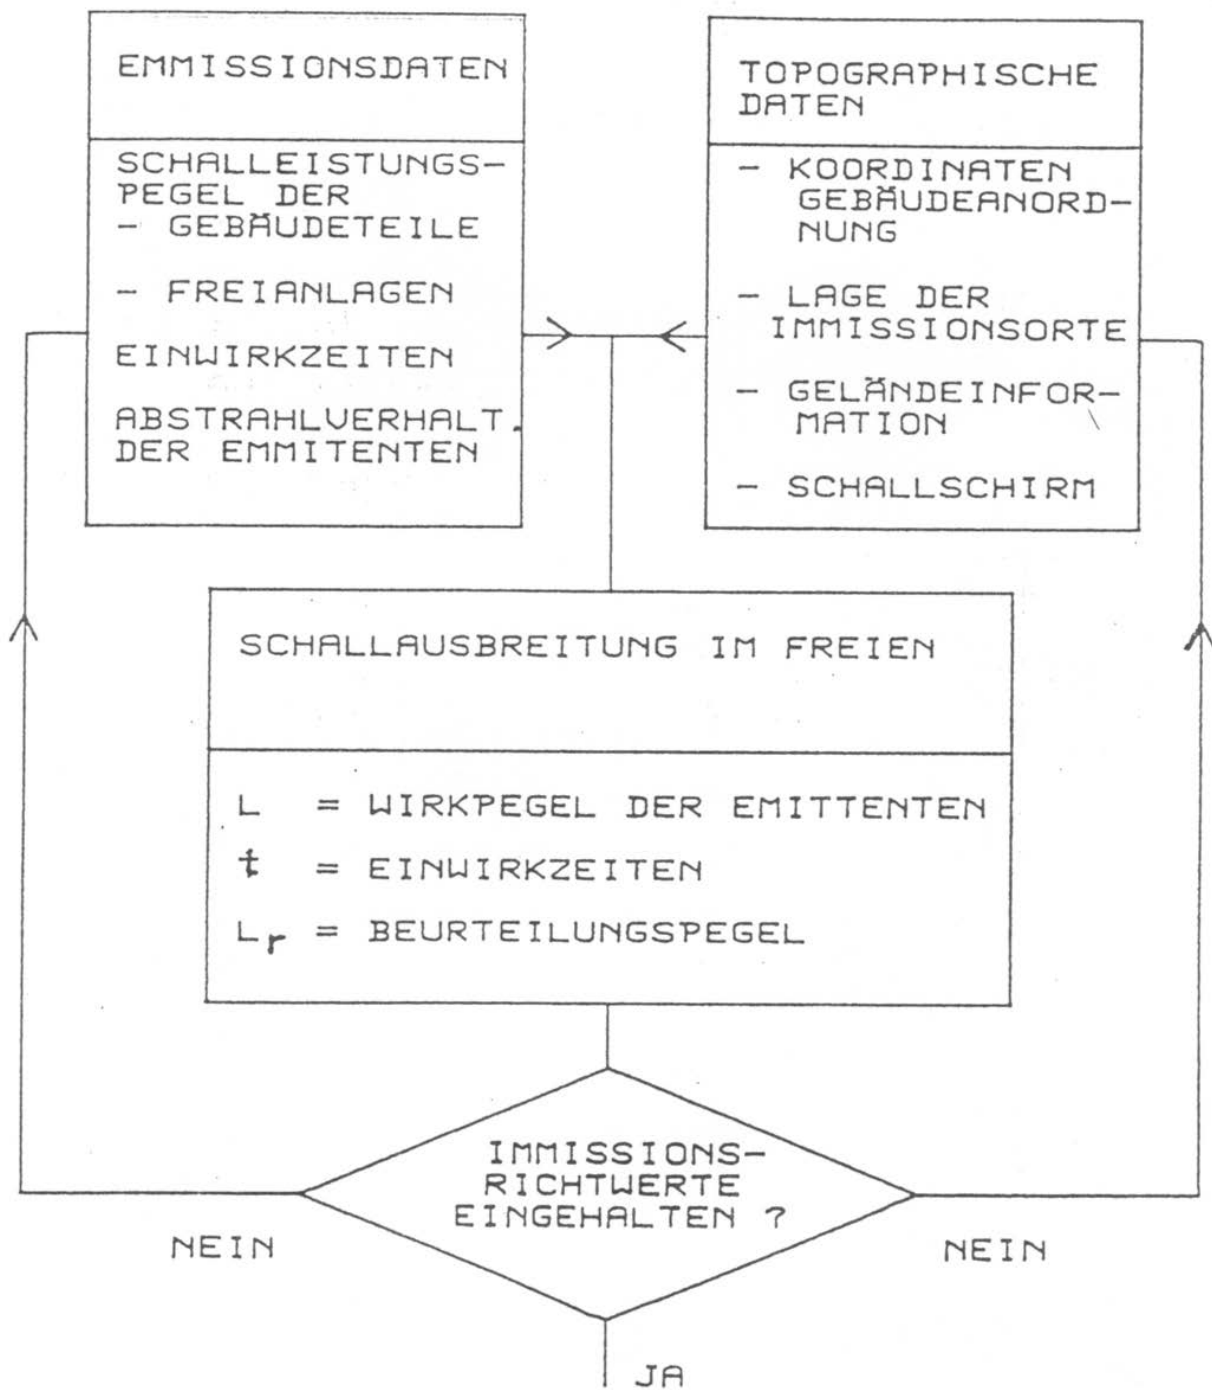 EMMISSIONSDATEN
SCHALLEISTUNGS-
PEGEL DER
- GEBÄUDETEILE
- FREIANLAGEN
EINWIRKZEITEN
ABSTRAHLVERHALT.
DER EMMITENTEN
TOPOGRAPHISCHE
DATEN
- KOORDINATEN
GEBÄUDEANORD-
NUNG
- LAGE DER
IMMISSIONSORTE
- GELÄNDEINFOR-
MATION
- SCHALLSCHIRM
SCHALLAUSBREITUNG IM FREIEN
L = WIRKPEGEL DER EMITTENTEN
t = EINWIRKZEITEN
Lr = BEURTEILUNGSPEGEL
IMMISSIONS-
RICHTWERTE
EINGEHALTEN ?
NEIN
NEIN
JA